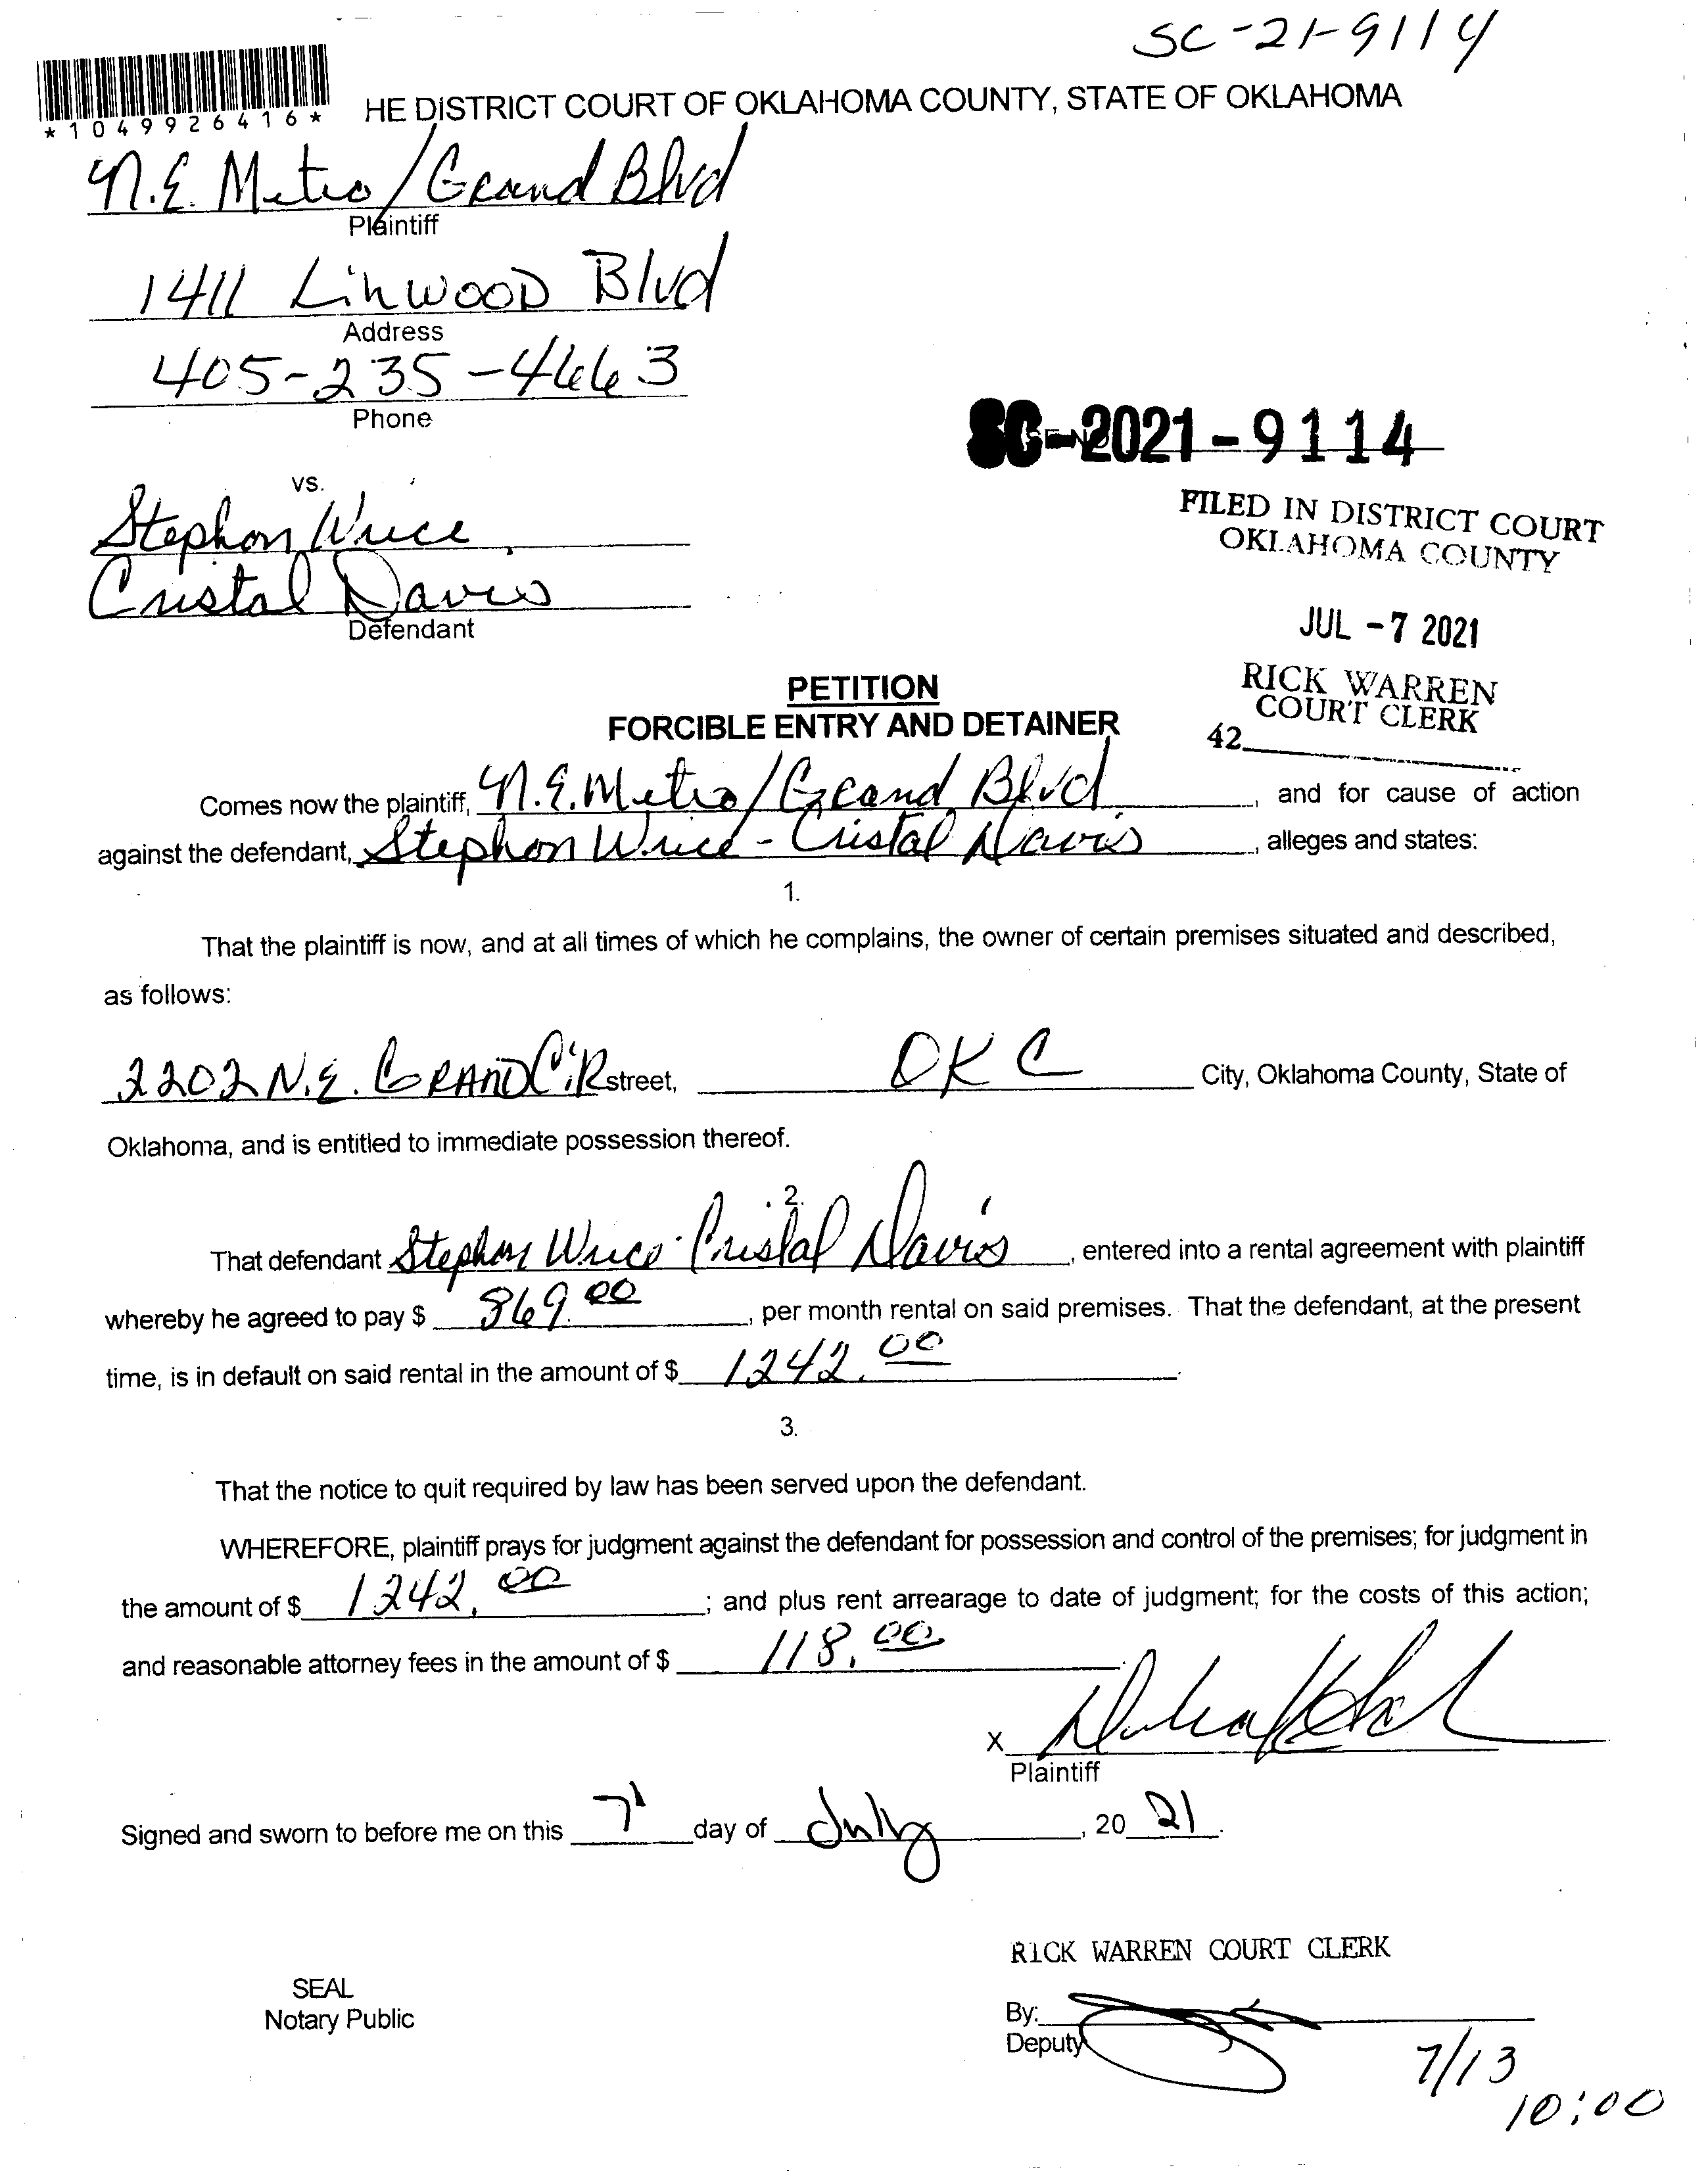 SC-21-9114
*1049926416*
HE DISTRICT COURT OF OKLAHOMA COUNTY, STATE OF OKLAHOMA
N.E. Metro/Grand Blvd
Plaintiff
1411 Linwood Blvd
Address
405-235-4663
Phone
SC-2021-9114
vs.
FILED IN DISTRICT COURT
OKLAHOMA COUNTY
Stephon Wrice
Cristal Davis
Defendant
JUL -7 2021
RICK WARREN
COURT CLERK
42
PETITION
FORCIBLE ENTRY AND DETAINER
Comes now the plaintiff, N.E. Metro/Grand Blvd, and for cause of action
against the defendant, Stephon Wrice - Cristal Davis, alleges and states:
1.
That the plaintiff is now, and at all times of which he complains, the owner of certain premises situated and described,
as follows:
2202 N.E. GRAND CiR street, OKC City, Oklahoma County, State of
Oklahoma, and is entitled to immediate possession thereof.
2.
That defendant Stephon Wrice - Cristal Davis, entered into a rental agreement with plaintiff
whereby he agreed to pay $ 869.00, per month rental on said premises. That the defendant, at the present
time, is in default on said rental in the amount of $ 1242.00.
3.
That the notice to quit required by law has been served upon the defendant.
WHEREFORE, plaintiff prays for judgment against the defendant for possession and control of the premises; for judgment in
the amount of $ 1242.00; and plus rent arrearage to date of judgment; for the costs of this action;
and reasonable attorney fees in the amount of $ 118.00.
X
Plaintiff
Signed and sworn to before me on this 7 day of July, 20 21.
RICK WARREN COURT CLERK
SEAL
Notary Public
By:
Deputy
7/13
10:00